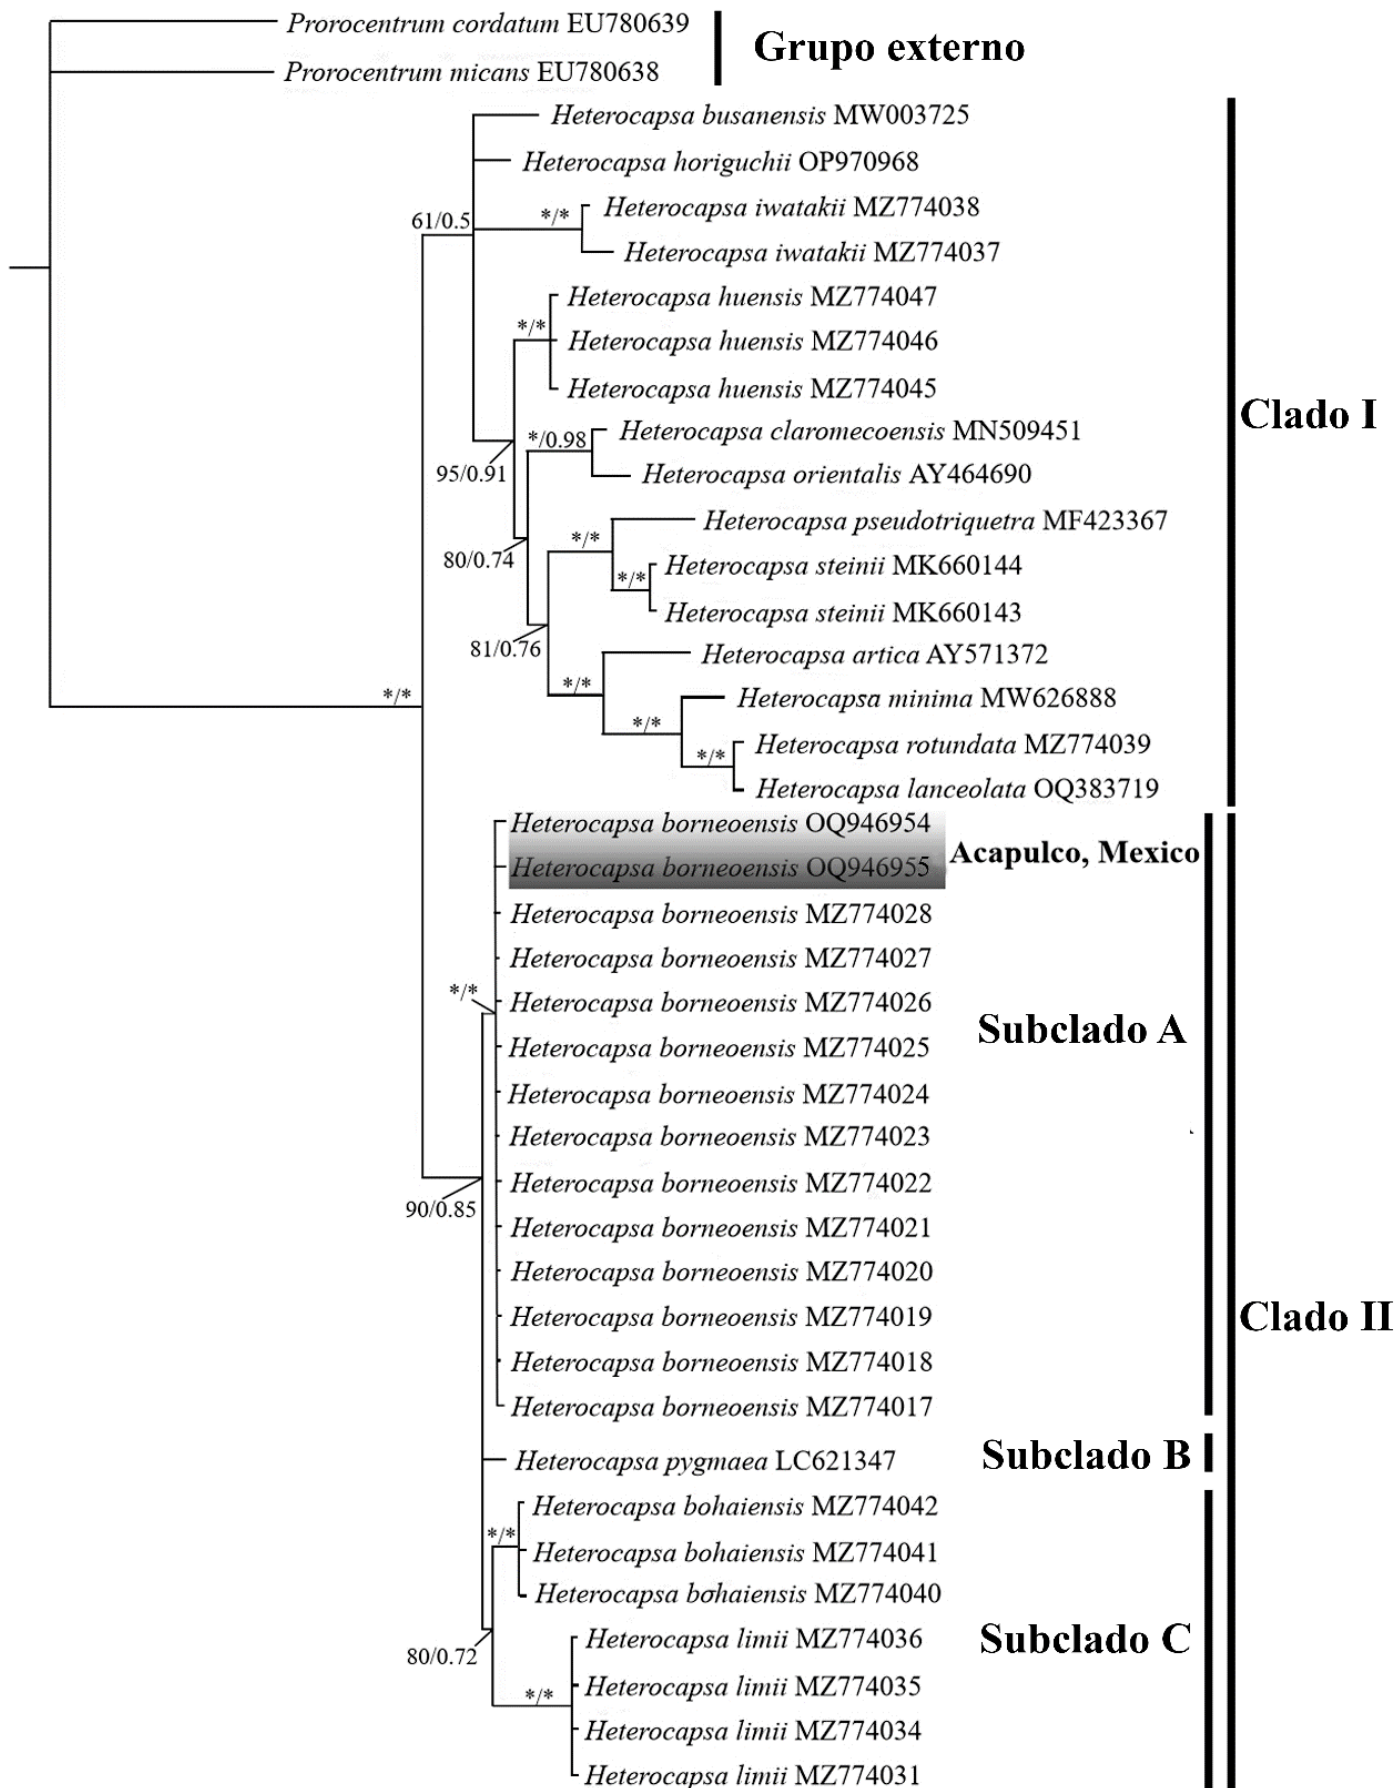 Prorocentrum cordatum EU780639
Grupo externo
Prorocentrum micans EU780638
Heterocapsa busanensis MW003725
Heterocapsa horiguchii OP970968
Heterocapsa iwatakii MZ774038
*/*
61/0.5
Heterocapsa iwatakii MZ774037
Heterocapsa huensis MZ774047
*/*
Heterocapsa huensis MZ774046
Heterocapsa huensis MZ774045
Clado I
Heterocapsa claromecoensis MN509451
*/0.98
95/0.91
Heterocapsa orientalis AY464690
Heterocapsa pseudotriquetra MF423367
*/*
80/0.74
Heterocapsa steinii MK660144
*/*
Heterocapsa steinii MK660143
81/0.76
Heterocapsa artica AY571372
*/*
*/*
Heterocapsa minima MW626888
*/*
Heterocapsa rotundata MZ774039
*/*
Heterocapsa lanceolata OQ383719
Heterocapsa borneoensis OQ946954
Acapulco, Mexico
Heterocapsa borneoensis OQ946955
Heterocapsa borneoensis MZ774028
Heterocapsa borneoensis MZ774027
*/*
Heterocapsa borneoensis MZ774026
Subclado A
Heterocapsa borneoensis MZ774025
Heterocapsa borneoensis MZ774024
Heterocapsa borneoensis MZ774023
Heterocapsa borneoensis MZ774022
90/0.85
Heterocapsa borneoensis MZ774021
Heterocapsa borneoensis MZ774020
Heterocapsa borneoensis MZ774019
Clado II
Heterocapsa borneoensis MZ774018
Heterocapsa borneoensis MZ774017
Heterocapsa pygmaea LC621347
Subclado B
Heterocapsa bohaiensis MZ774042
*/*
Heterocapsa bohaiensis MZ774041
Heterocapsa bohaiensis MZ774040
Heterocapsa limii MZ774036
Subclado C
80/0.72
Heterocapsa limii MZ774035
*/*
Heterocapsa limii MZ774034
Heterocapsa limii MZ774031